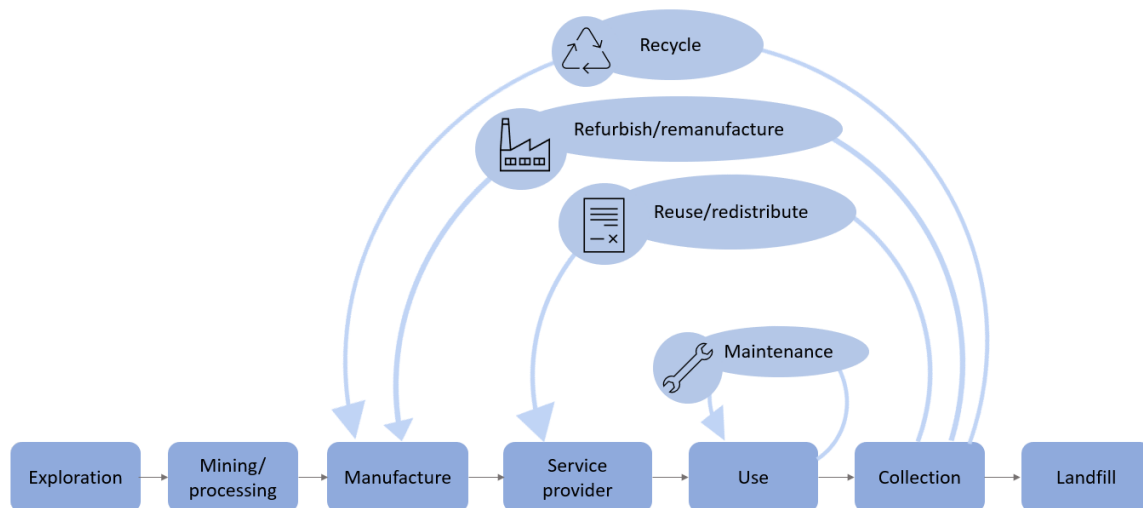 Recycle
Refurbish/remanufacture
Reuse/redistribute
Maintenance
Exploration
Mining/
processing
Manufacture
Service
provider
Use
Collection
Landfill